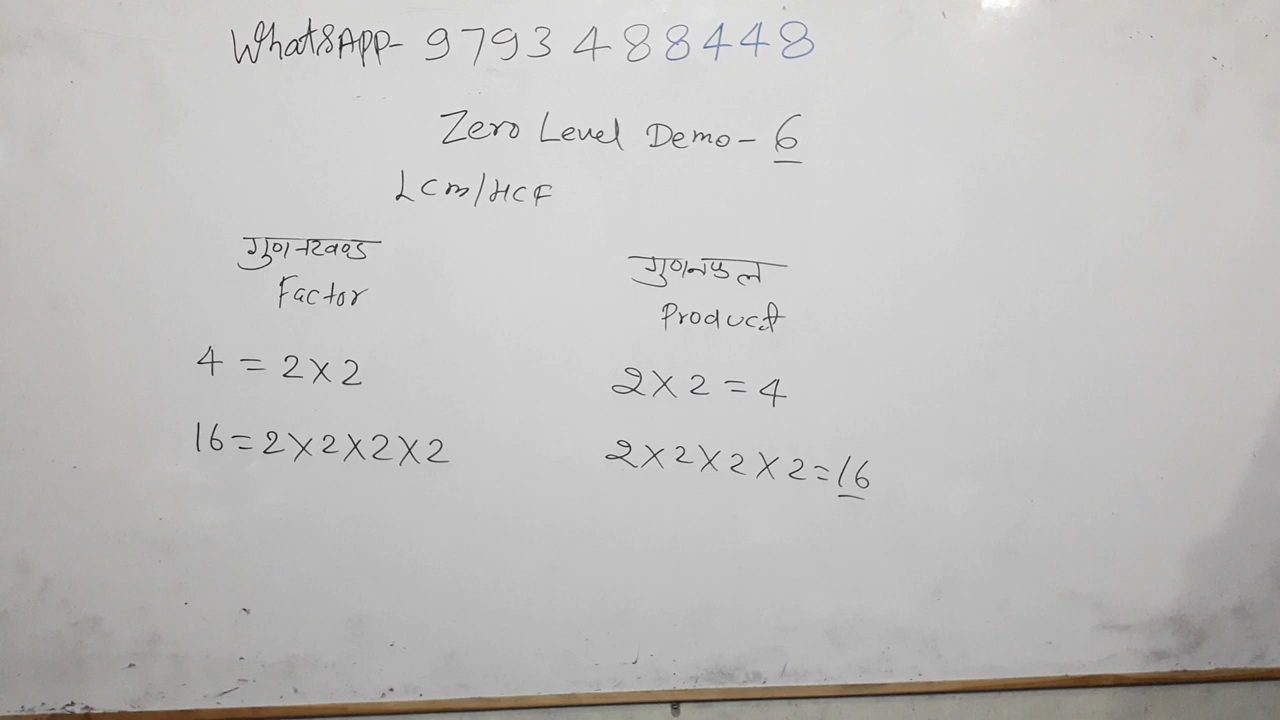 WhatsApp- 9793488448
Zero Level Demo- 6
LCM/HCF
गुणनखण्ड
Factor
4 = 2×2
16=2×2×2×2
गुणनफल
Product
2×2=4
2×2×2×2=16